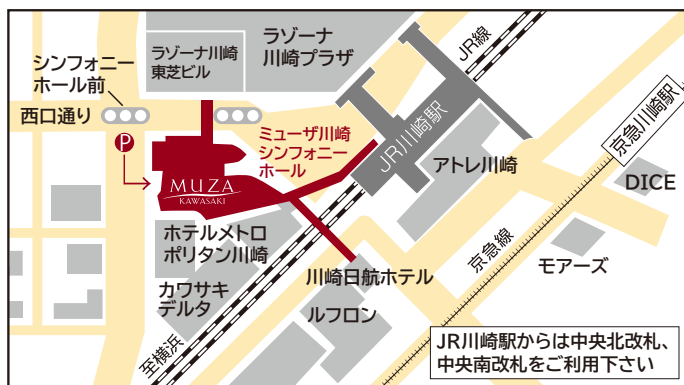 シンフォニー
ホール前
西口通り
P
ラゾーナ川崎
東芝ビル
ラゾーナ
川崎プラザ
JR線
JR川崎駅
ミューザ川崎
シンフォニー
ホール
MUZA
KAWASAKI
アトレ川崎
京急川崎駅
DICE
モアーズ
京急線
ホテルメトロ
ポリタン川崎
カワサキ
デルタ
川崎日航ホテル
ルフロン
至横浜
JR川崎駅からは中央北改札、
中央南改札をご利用下さい